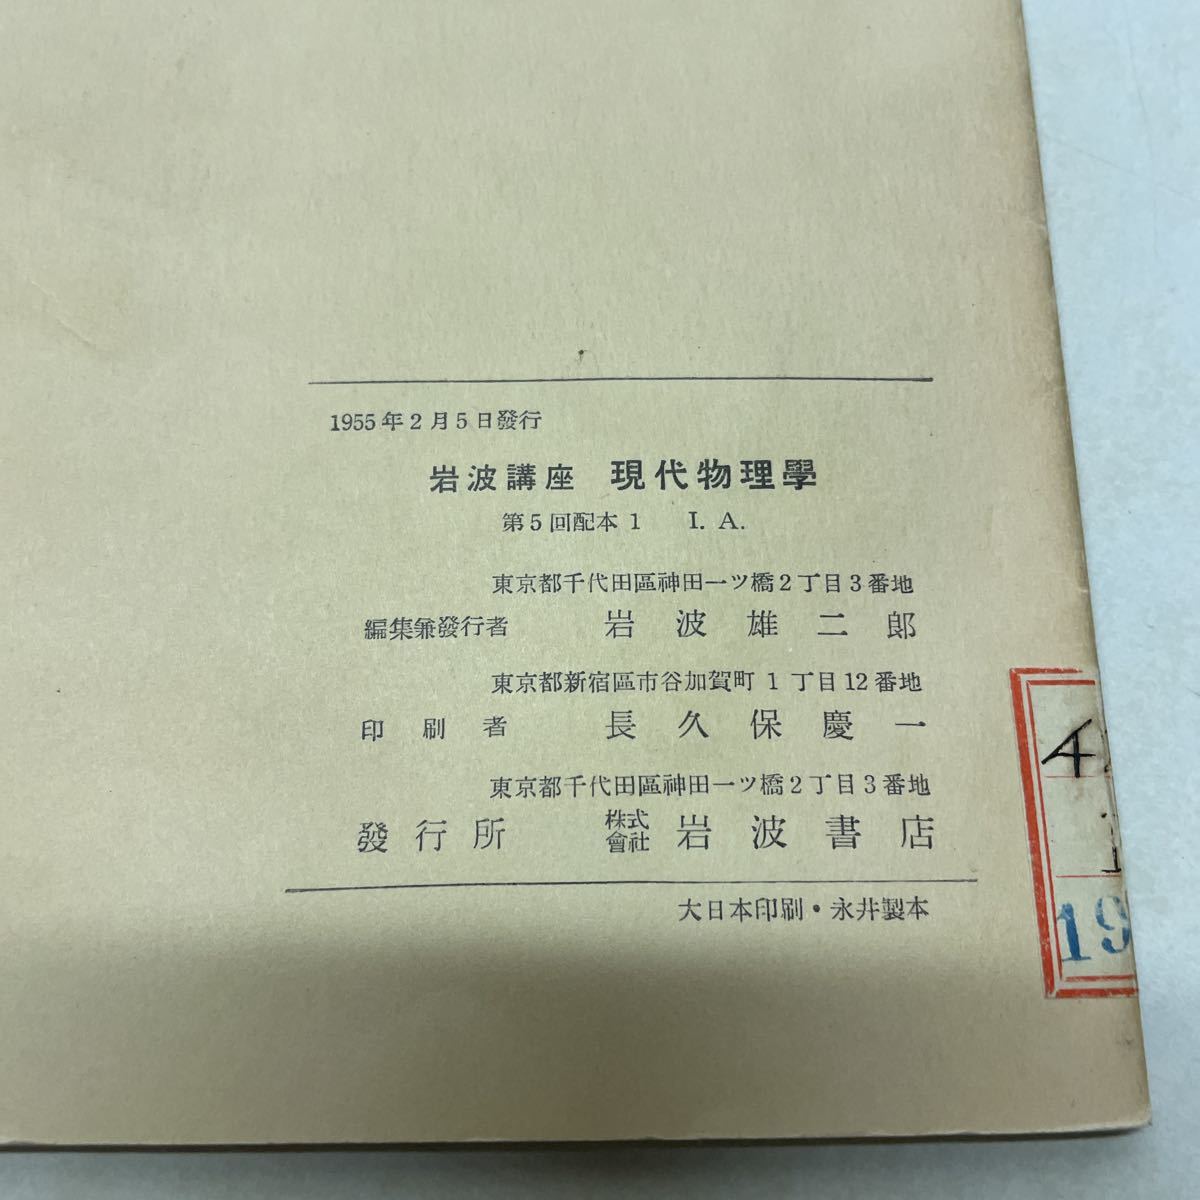 1955年2月5日發行
岩波講座 現代物理學
第5回配本1 I. A.
東京都千代田區神田一ツ橋2丁目3番地
編集兼發行者 岩波雄二郎
東京都新宿區市谷加賀町1丁目12番地
印刷者 長久保慶一
東京都千代田區神田一ツ橋2丁目3番地
發行所 株式會社 岩波書店
大日本印刷・永井製本
4
19